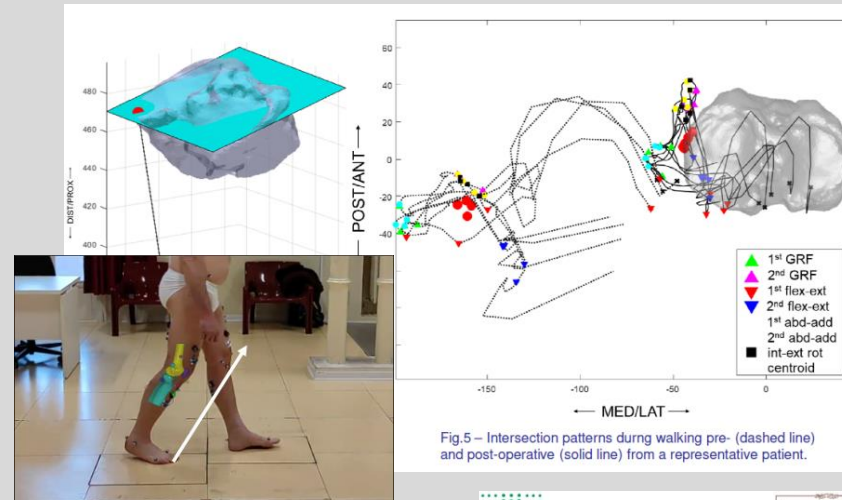 480
460
440
420
400
DIST/PROX
POST/ANT
60
40
20
0
-20
-40
-150
-100
-50
0
MED/LAT
1st GRF
2nd GRF
1st flex-ext
2nd flex-ext
1st abd-add
2nd abd-add
int-ext rot
centroid
Fig.5 – Intersection patterns durng walking pre- (dashed line)
and post-operative (solid line) from a representative patient.